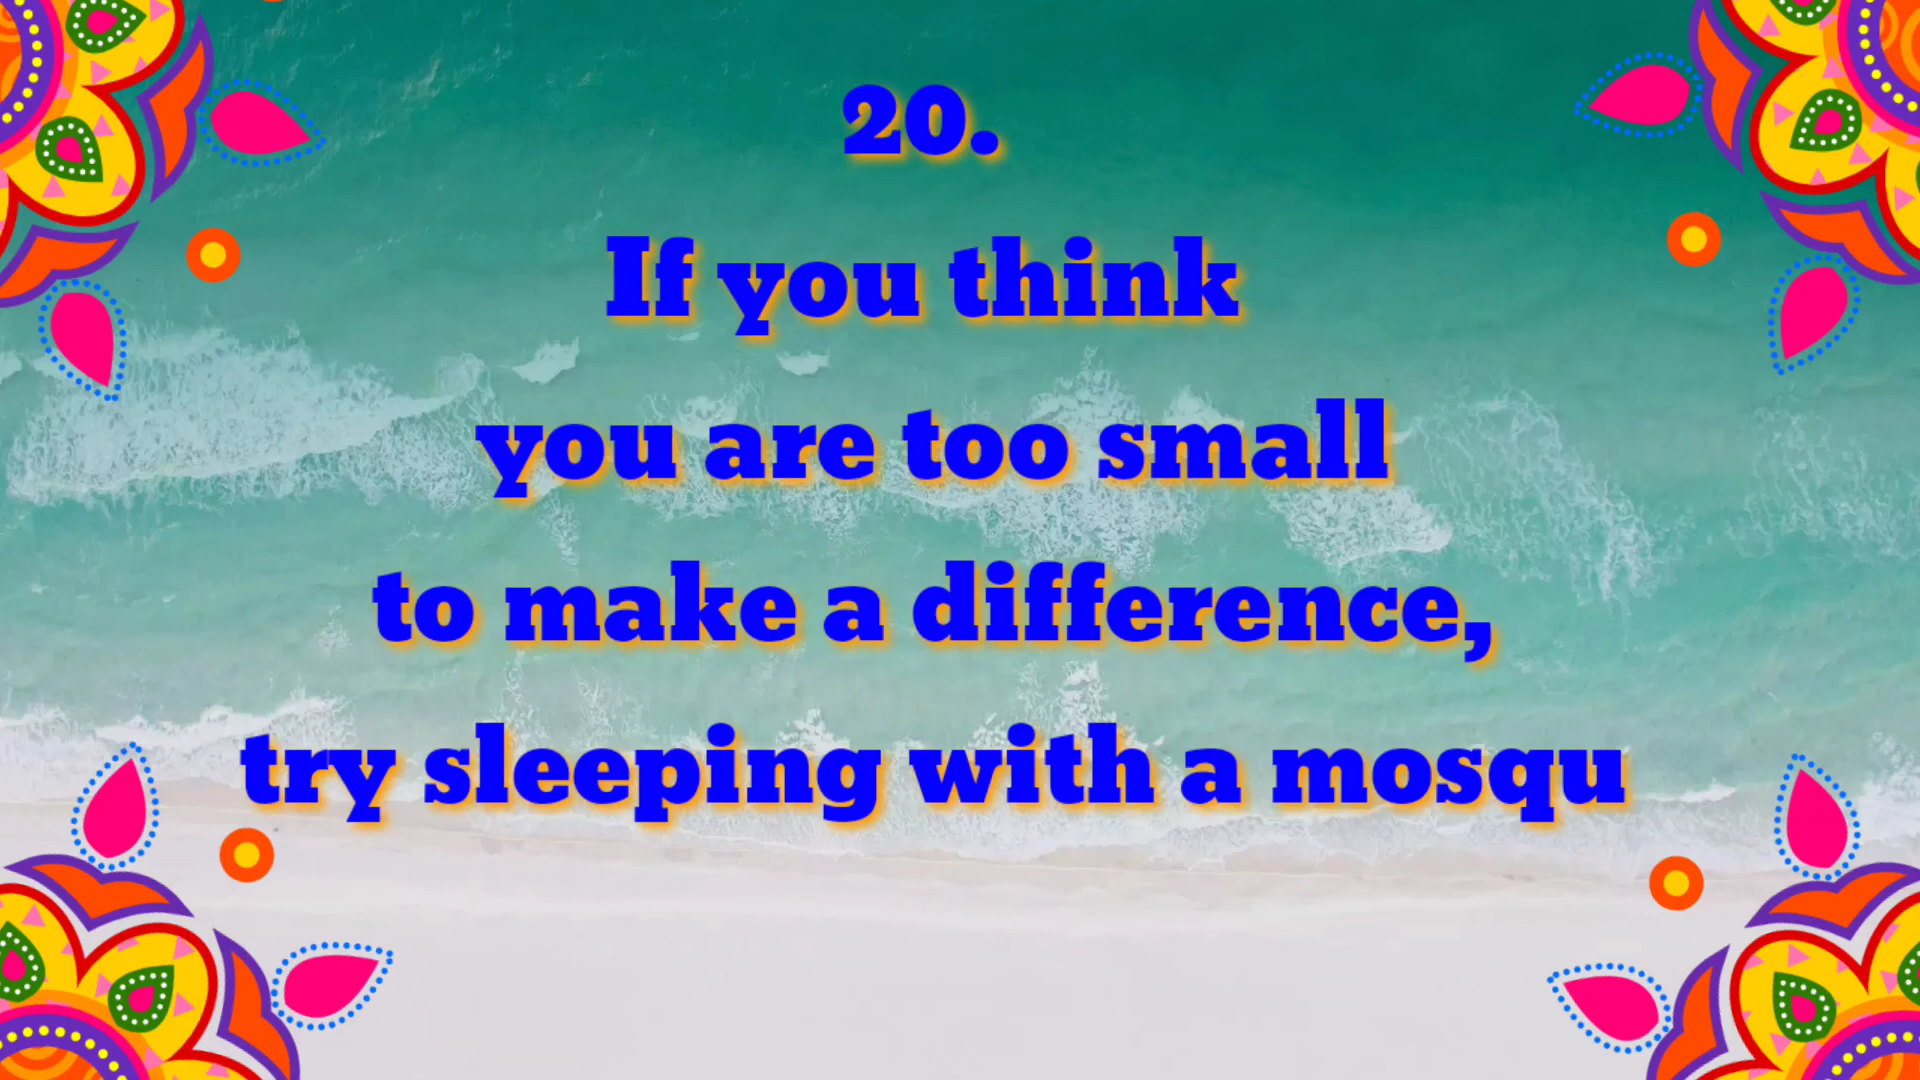 20.
If you think
you are too small
to make a difference,
try sleeping with a mosqu